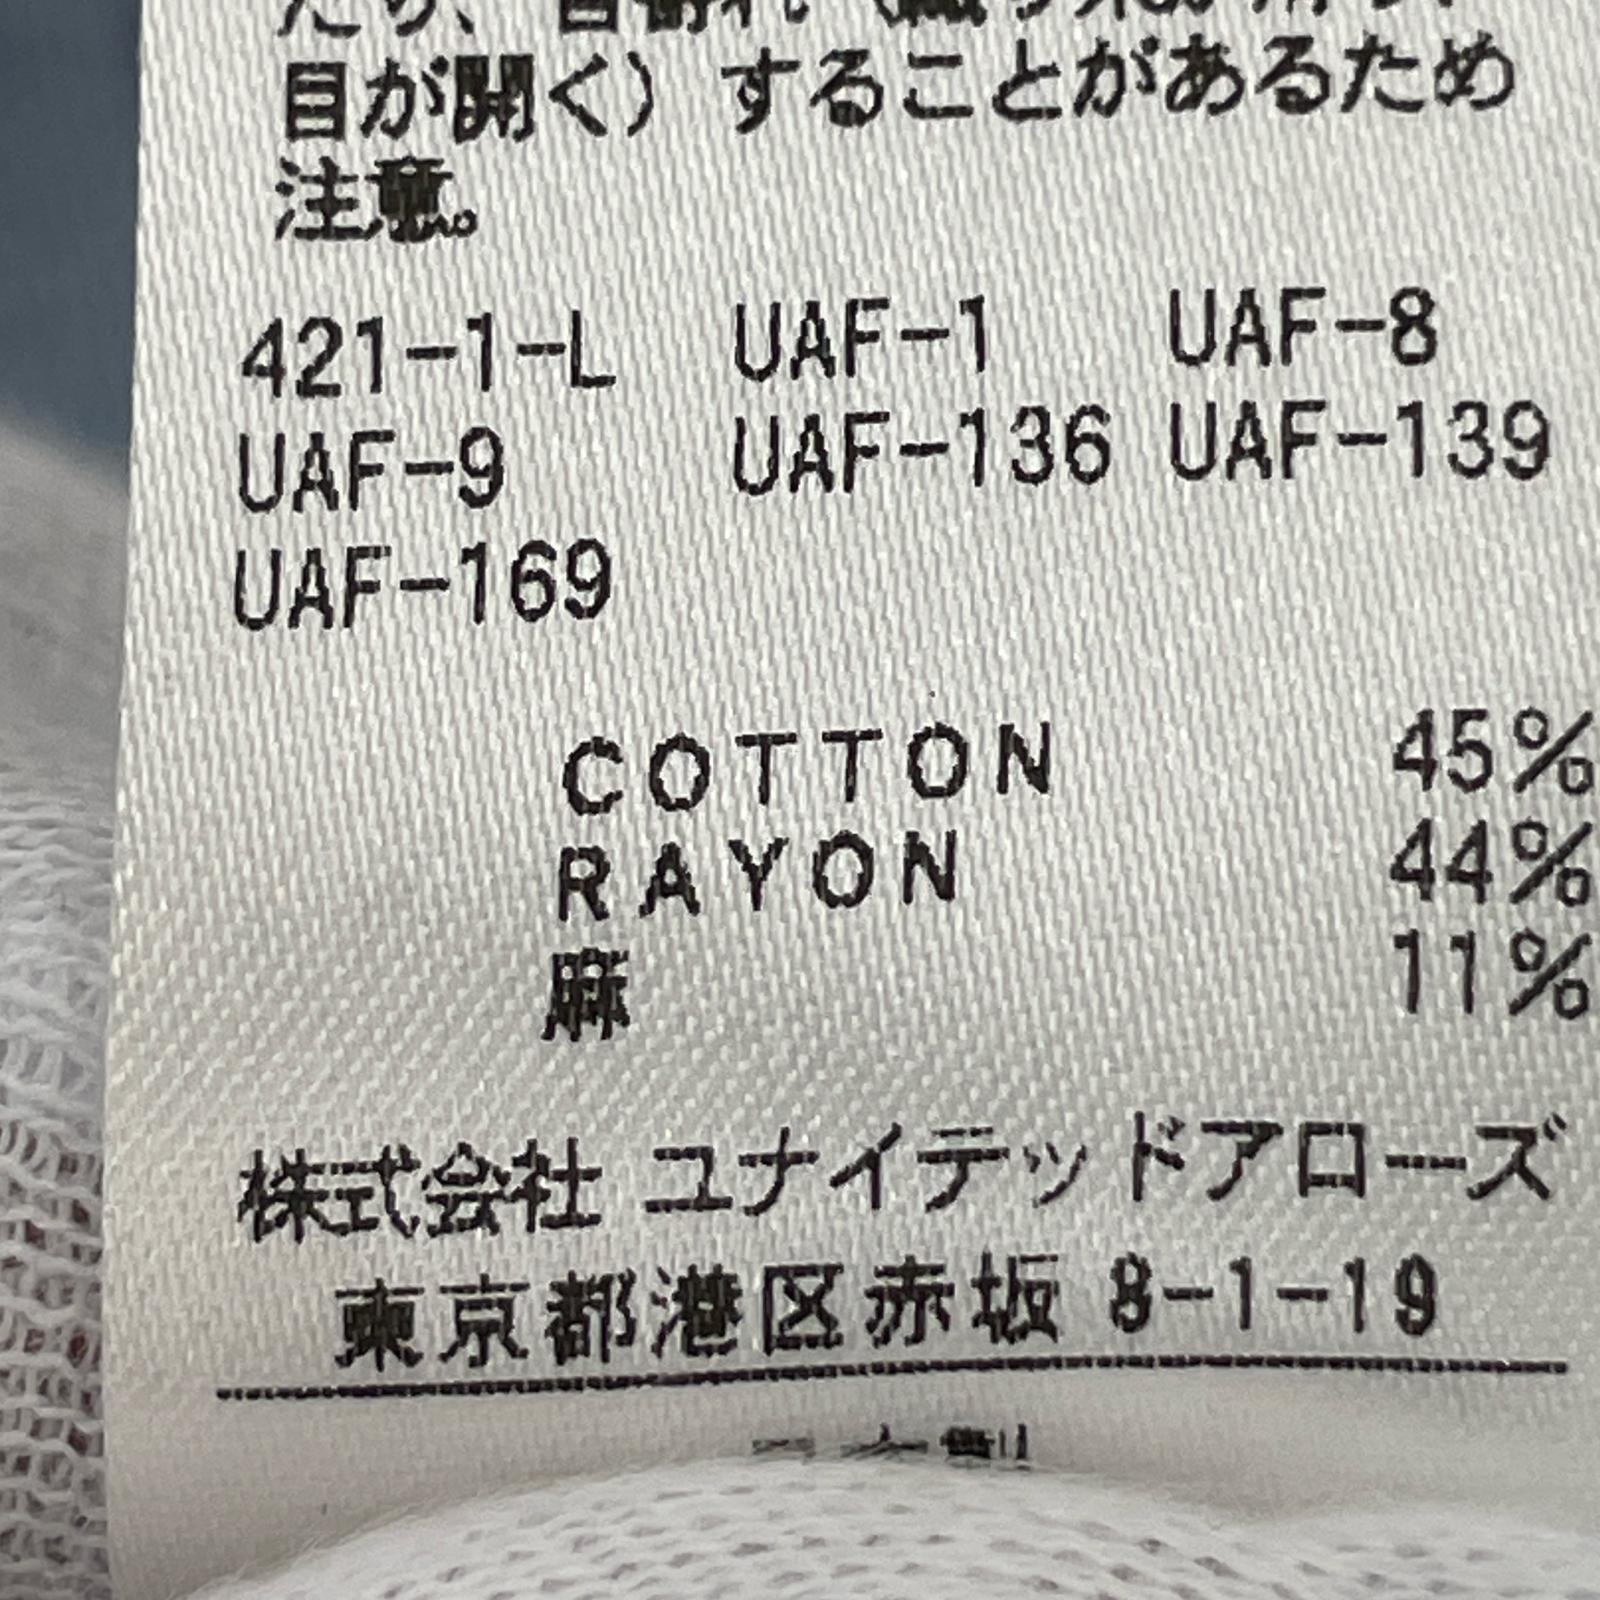 目が開く）することがあるため
注意。
421-1-L UAF-1 UAF-8
UAF-9 UAF-136 UAF-139
UAF-169
COTTON 45%
RAYON 44%
麻 11%
株式会社 ユナイテッドアローズ
東京都港区赤坂 8-1-19